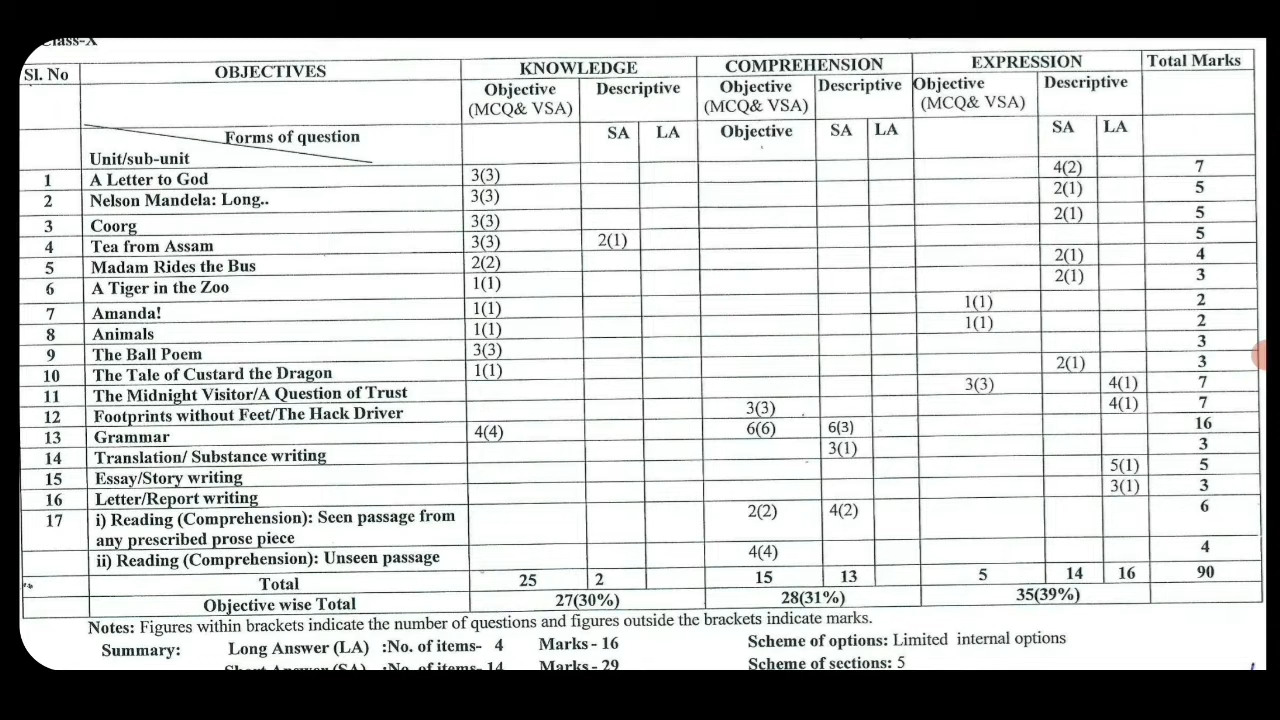 Class-X
Sl. No OBJECTIVES KNOWLEDGE COMPREHENSION EXPRESSION Total Marks
Objective (MCQ& VSA) Descriptive Objective (MCQ& VSA) Descriptive Objective (MCQ& VSA) Descriptive
Forms of question SA LA Objective SA LA SA LA
Unit/sub-unit
1 A Letter to God 3(3) 4(2) 7
2 Nelson Mandela: Long.. 3(3) 2(1) 5
3 Coorg 3(3) 2(1) 5
4 Tea from Assam 3(3) 2(1) 5
5 Madam Rides the Bus 2(2) 2(1) 4
6 A Tiger in the Zoo 1(1) 2(1) 3
7 Amanda! 1(1) 1(1) 2
8 Animals 1(1) 1(1) 2
9 The Ball Poem 3(3) 3
10 The Tale of Custard the Dragon 1(1) 2(1) 3
11 The Midnight Visitor/A Question of Trust 3(3) 4(1) 7
12 Footprints without Feet/The Hack Driver 3(3) 4(1) 7
13 Grammar 4(4) 6(6) 6(3) 16
14 Translation/ Substance writing 3(1) 3
15 Essay/Story writing 5(1) 5
16 Letter/Report writing 3(1) 3
17 i) Reading (Comprehension): Seen passage from 2(2) 4(2) 6
any prescribed prose piece
ii) Reading (Comprehension): Unseen passage 4(4) 4
Total 25 2 15 13 5 14 16 90
Objective wise Total 27(30%) 28(31%) 35(39%)
Notes: Figures within brackets indicate the number of questions and figures outside the brackets indicate marks.
Summary: Long Answer (LA) :No. of items- 4 Marks - 16 Scheme of options: Limited internal options
Short Answer (SA) :No. of items- 14 Marks - 29 Scheme of sections: 5